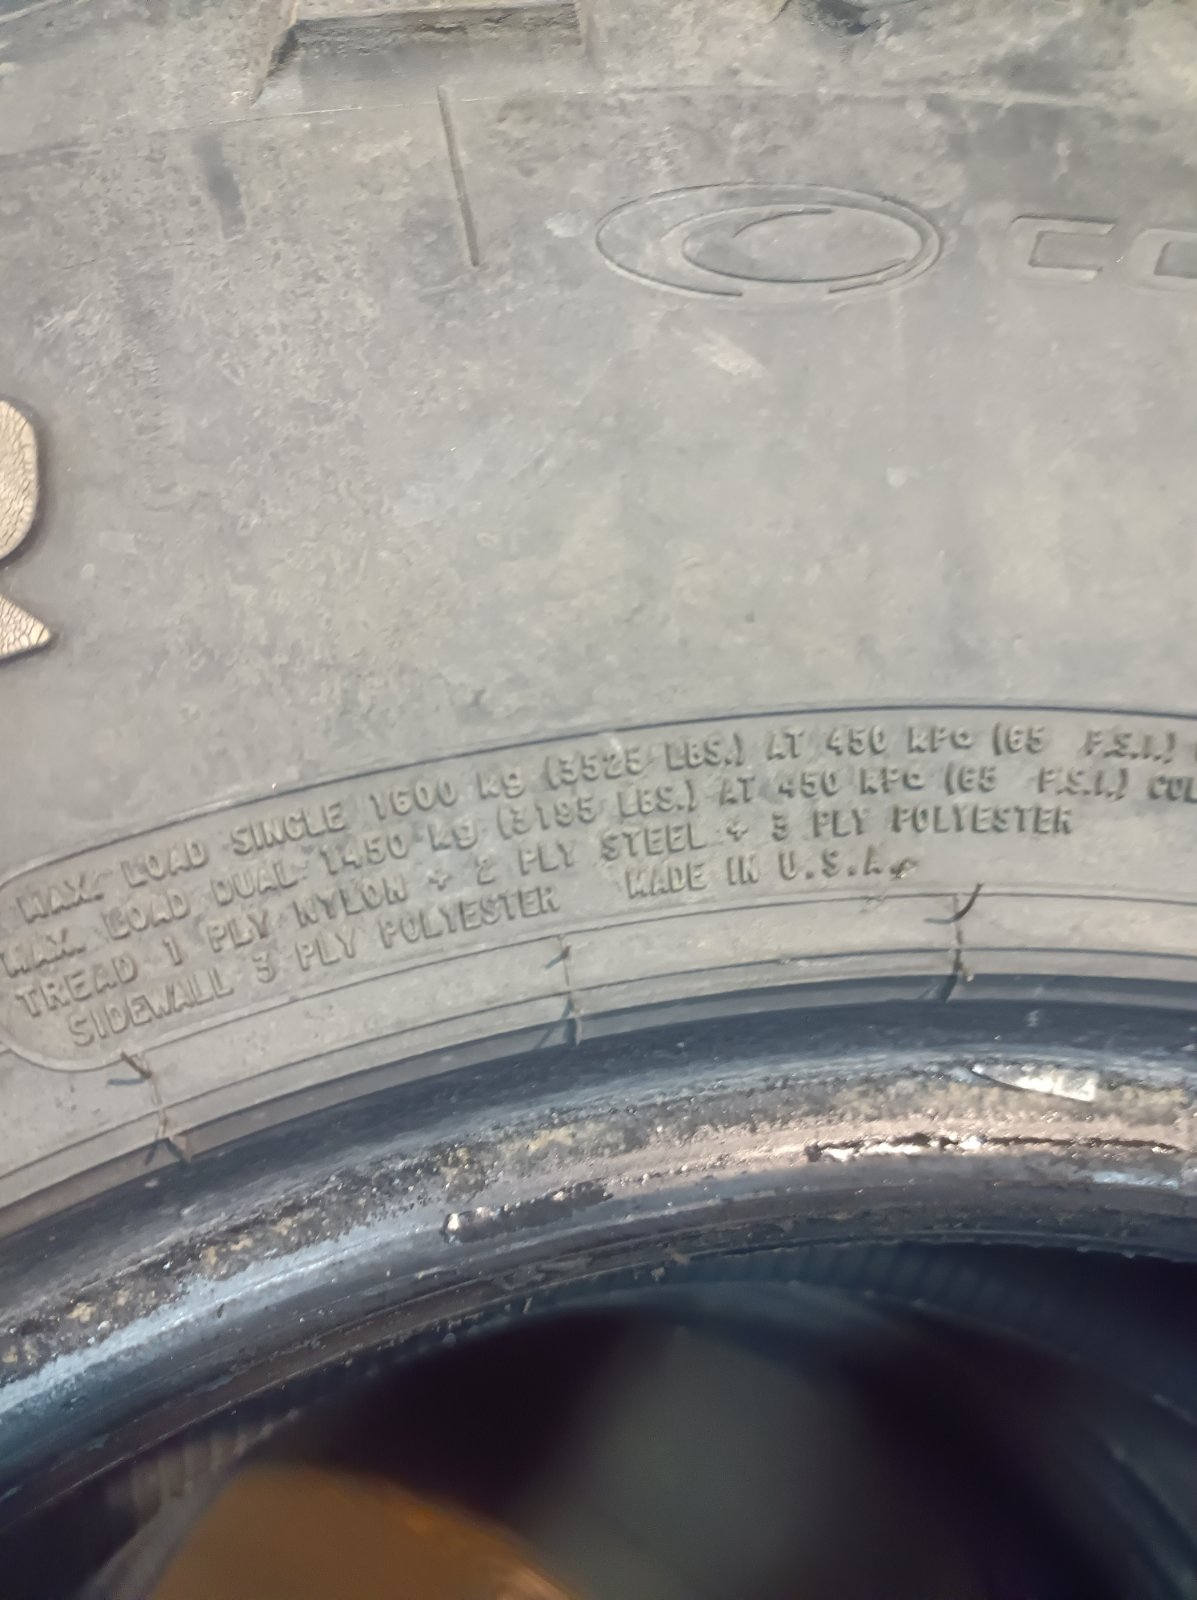 CO
R
MAX. LOAD SINGLE 1600 kg (3525 LBS.) AT 450 KPa (65 P.S.I.)
MAX. LOAD DUAL 1450 kg (3195 LBS.) AT 450 KPa (65 P.S.I.) COL
TREAD 1 PLY NYLON + 2 PLY STEEL + 3 PLY POLYESTER
SIDEWALL 3 PLY POLYESTER MADE IN U.S.A.